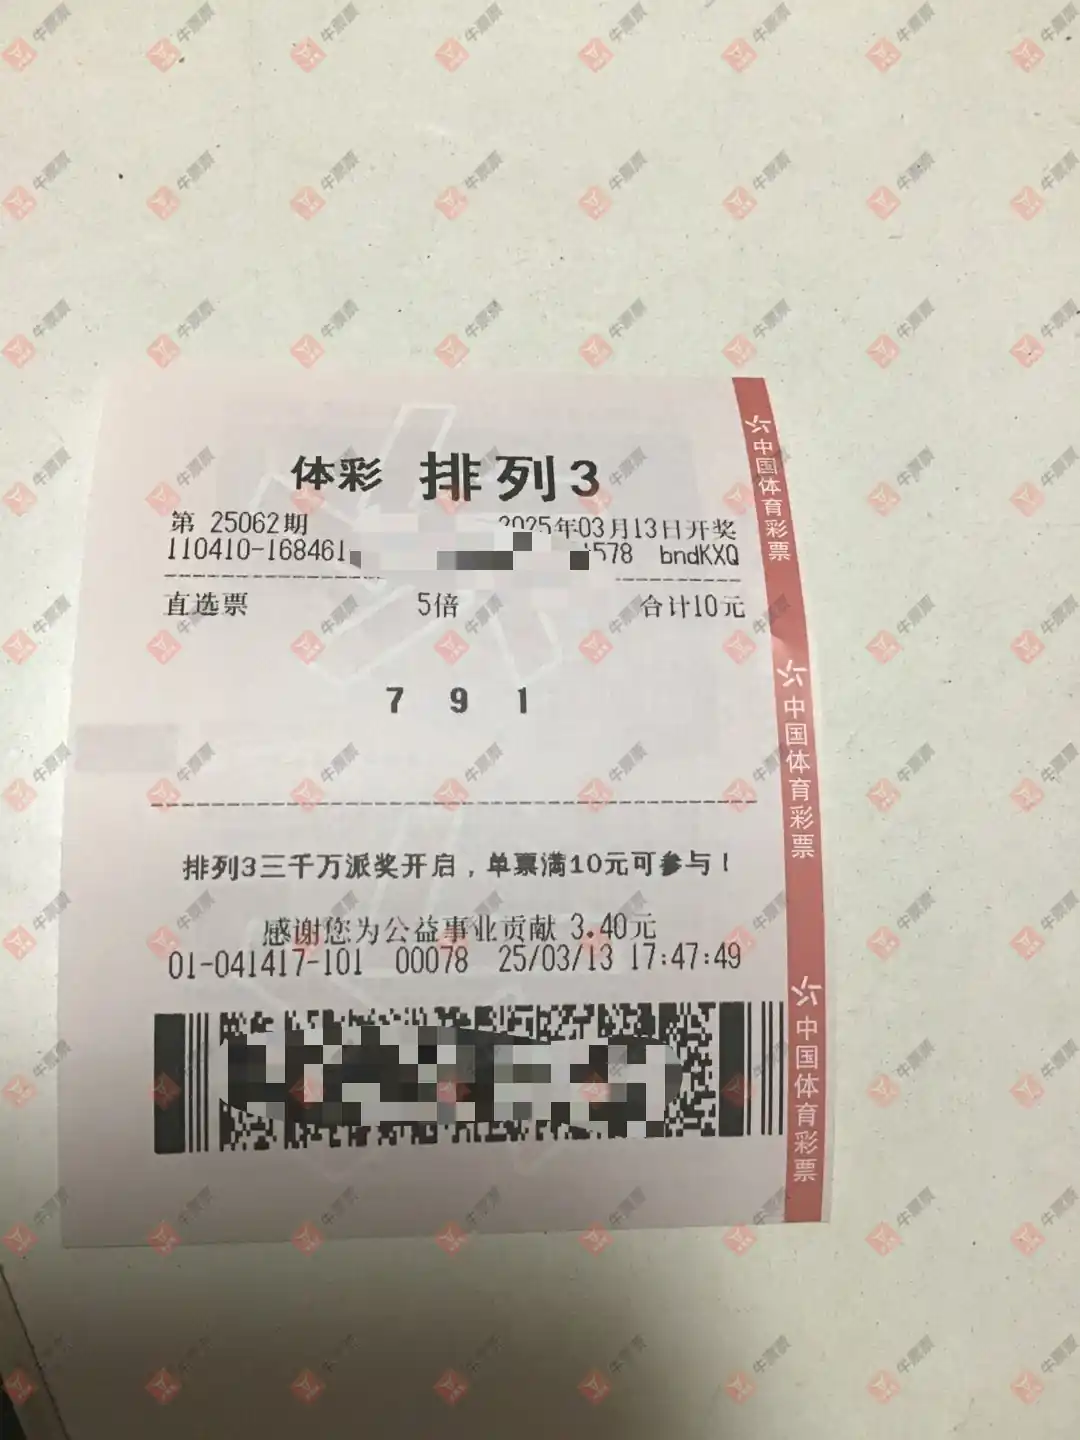 体彩 排列3
第 25062期 2025年03月13日开奖
110410-168461 578 bndKXQ
直选票 5倍 合计10元
7 9 1
排列3三千万派奖开启，单票满10元可参与！
感谢您为公益事业贡献 3.40元
01-041417-101 00078 25/03/13 17:47:49
中国体育彩票
中国体育彩票
中国体育彩票
牛票票